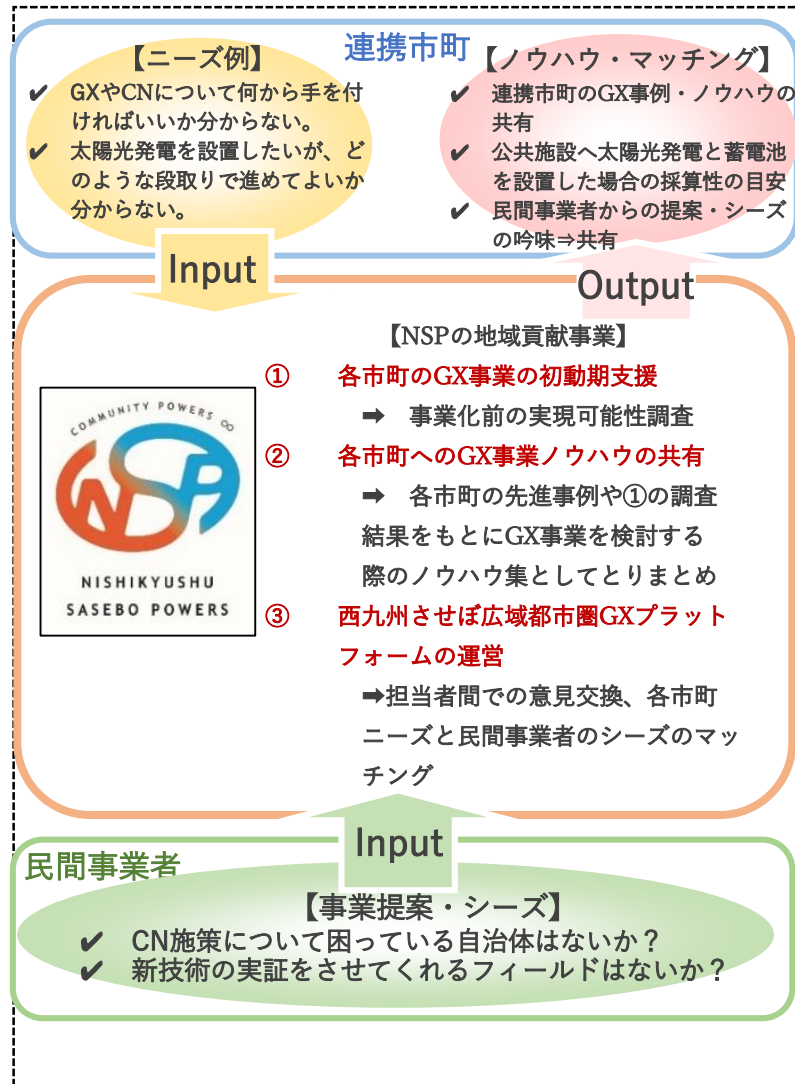 連携市町
【ニーズ例】
✔ GXやCNについて何から手を付
ければいいか分からない。
✔ 太陽光発電を設置したいが、ど
のような段取りで進めてよいか
分からない。
【ノウハウ・マッチング】
✔ 連携市町のGX事例・ノウハウの
共有
✔ 公共施設へ太陽光発電と蓄電池
を設置した場合の採算性の目安
✔ 民間事業者からの提案・シーズ
の吟味⇒共有
Input
Output
【NSPの地域貢献事業】
① 各市町のGX事業の初動期支援
➡ 事業化前の実現可能性調査
② 各市町へのGX事業ノウハウの共有
➡ 各市町の先進事例や①の調査
結果をもとにGX事業を検討する
際のノウハウ集としてとりまとめ
③ 西九州させぼ広域都市圏GXプラット
フォームの運営
➡担当者間での意見交換、各市町
ニーズと民間事業者のシーズのマッ
チング
COMMUNITY POWERS ∞
NSP
NISHIKYUSHU
SASEBO POWERS
Input
民間事業者
【事業提案・シーズ】
✔ CN施策について困っている自治体はないか？
✔ 新技術の実証をさせてくれるフィールドはないか？